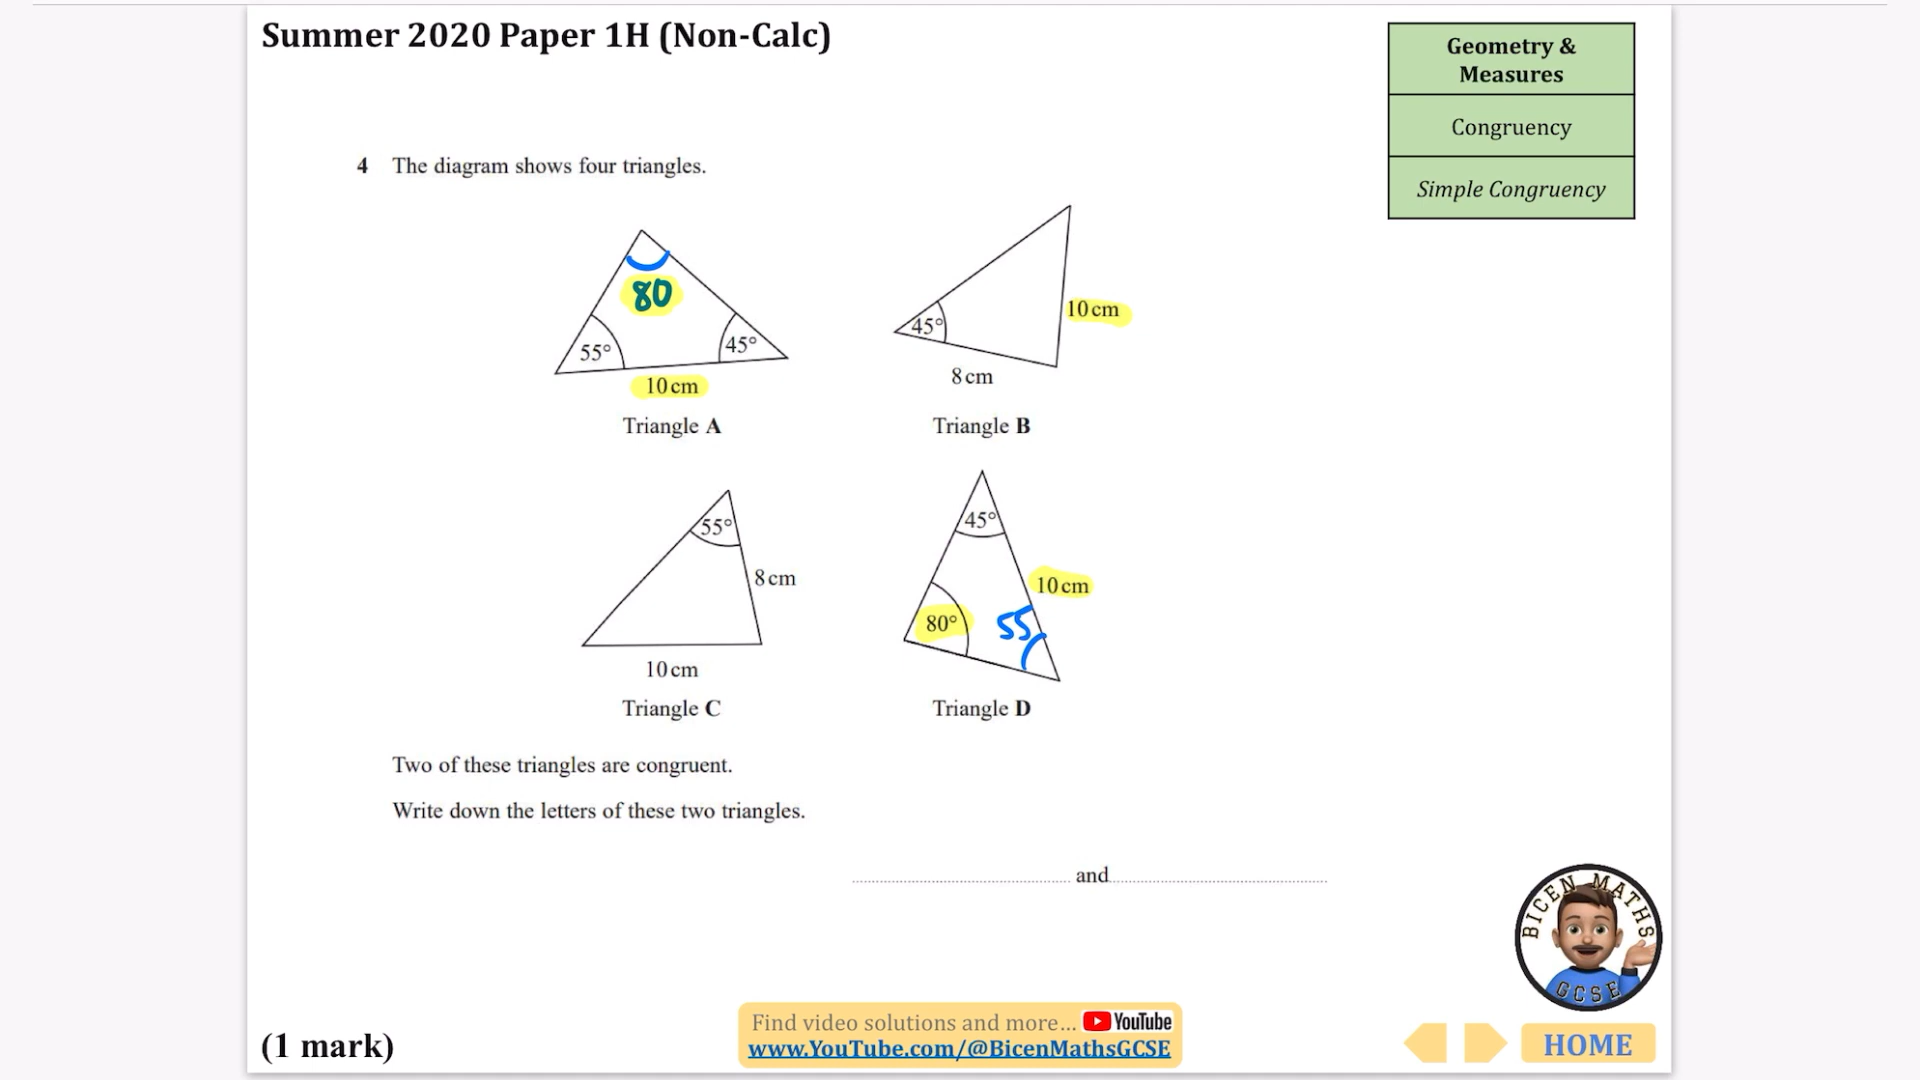 Summer 2020 Paper 1H (Non-Calc)
Geometry &
Measures
Congruency
Simple Congruency
4 The diagram shows four triangles.
80
55°
45°
10 cm
Triangle A
45°
10 cm
8 cm
Triangle B
55°
8 cm
10 cm
Triangle C
45°
10 cm
80°
55
Triangle D
Two of these triangles are congruent.
Write down the letters of these two triangles.
........................................ and ........................................
BICEN MATHS
GCSE
(1 mark)
Find video solutions and more... YouTube
www.YouTube.com/@BicenMathsGCSE
HOME